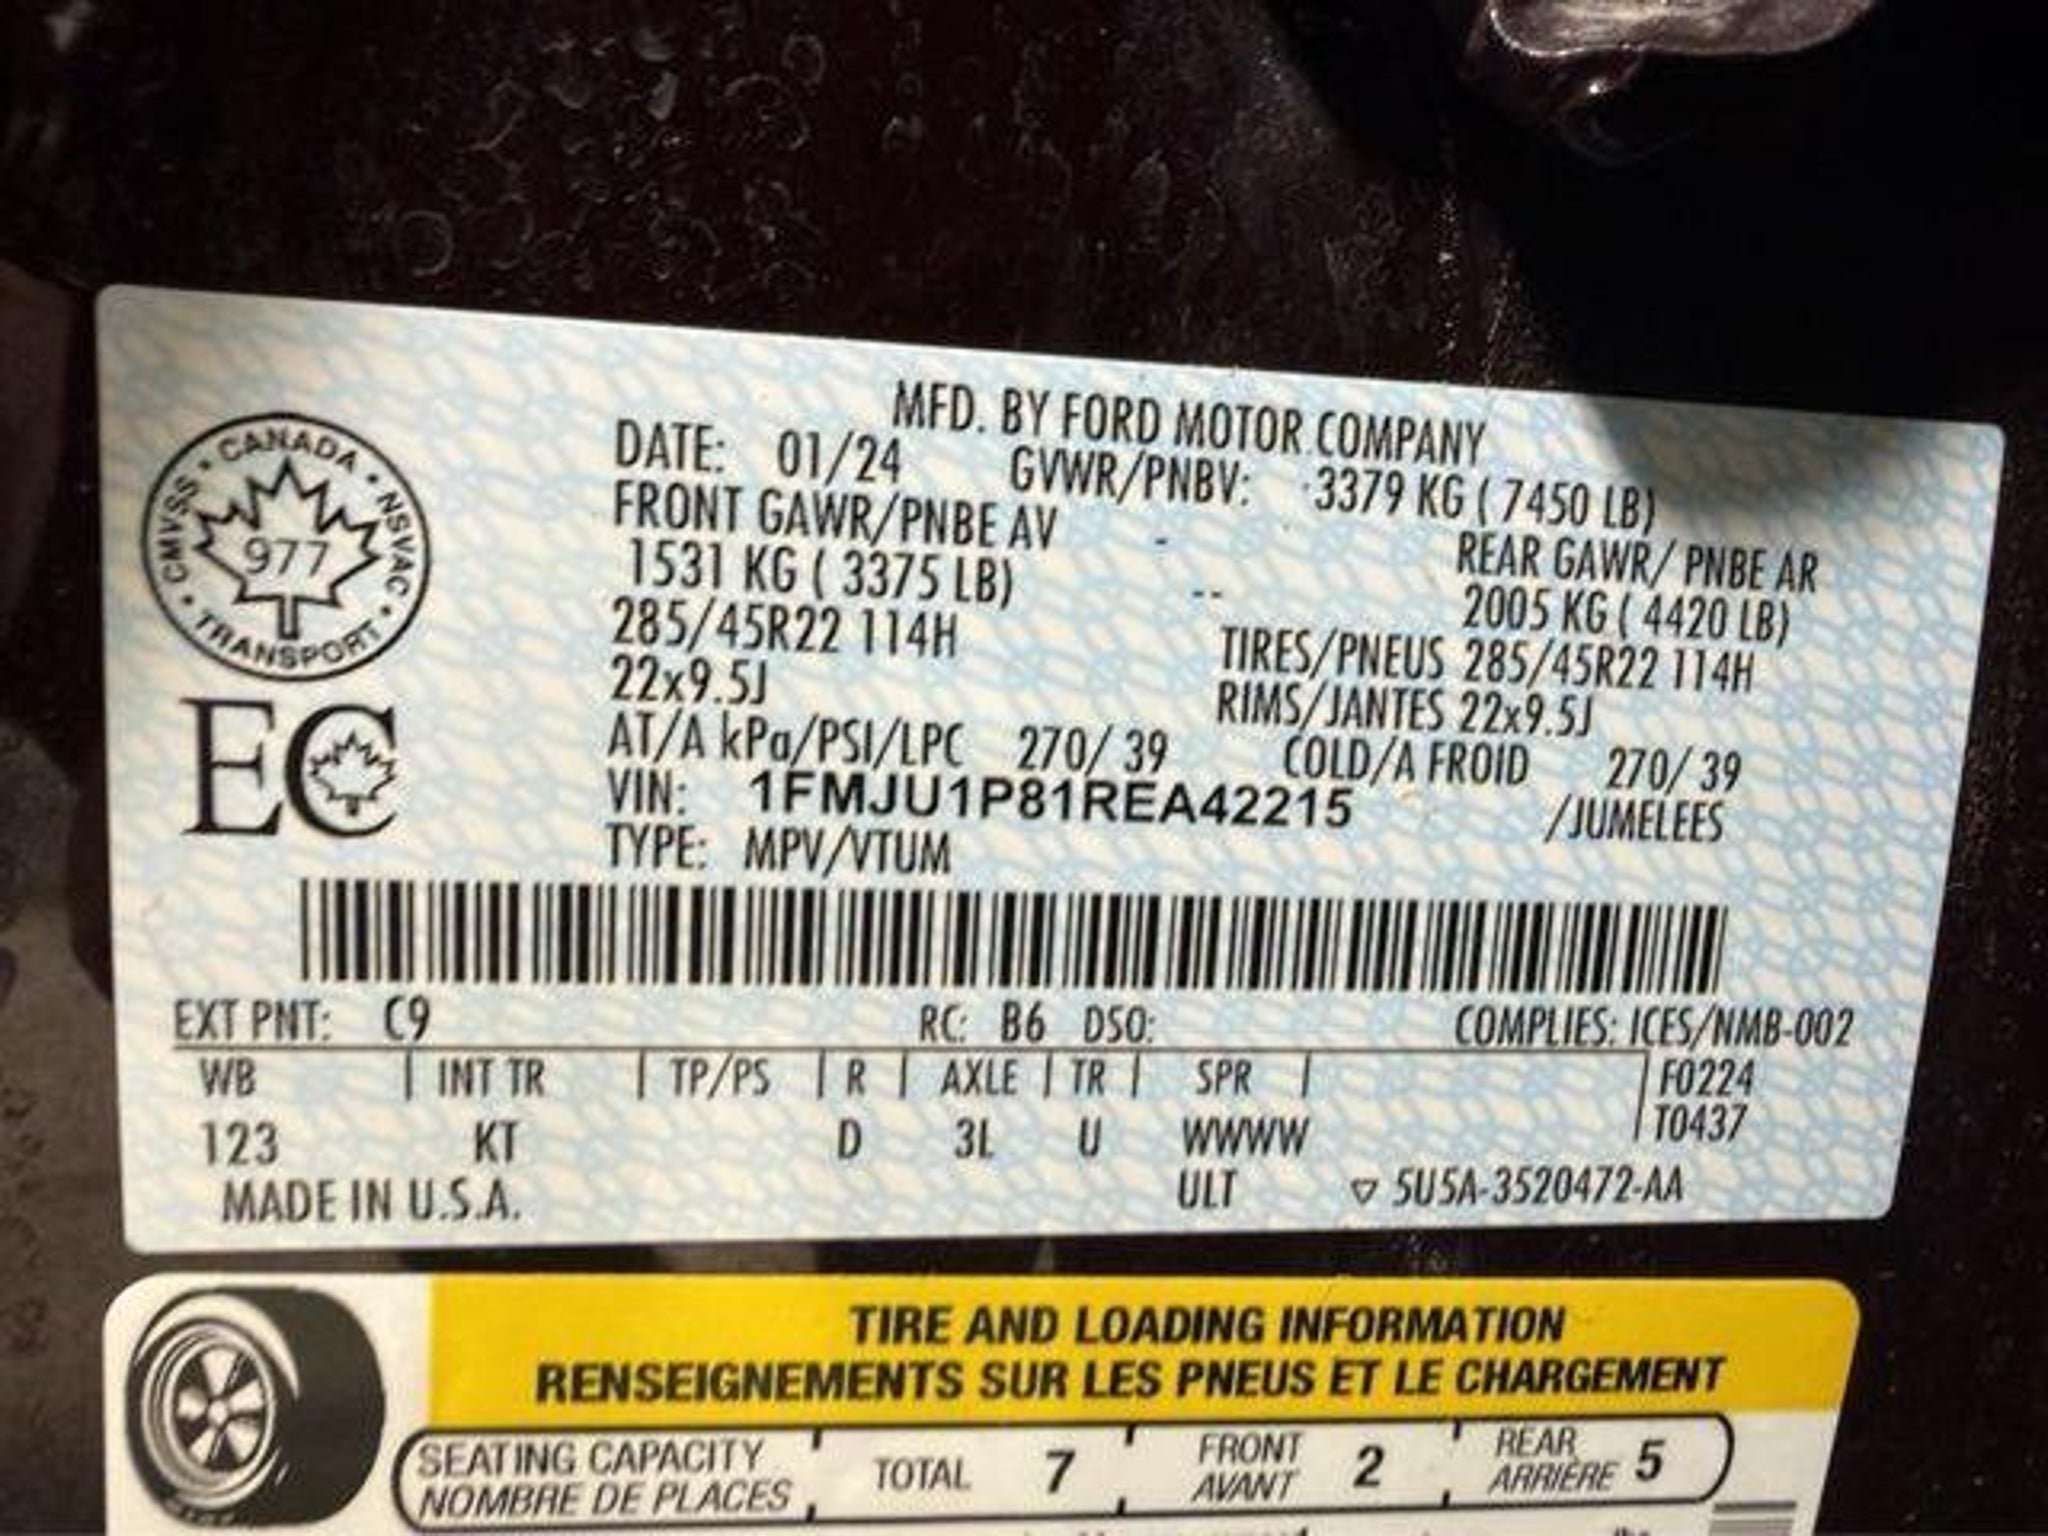 MFD. BY FORD MOTOR COMPANY
DATE: 01/24 GVWR/PNBV: 3379 KG ( 7450 LB)
FRONT GAWR/PNBE AV - REAR GAWR/ PNBE AR
1531 KG ( 3375 LB) -- 2005 KG ( 4420 LB)
285/45R22 114H TIRES/PNEUS 285/45R22 114H
22x9.5J RIMS/JANTES 22x9.5J
AT/A kPa/PSI/LPC 270/ 39 COLD/A FROID 270/ 39
VIN: 1FMJU1P81REA42215 /JUMELEES
TYPE: MPV/VTUM
CANADA • NSVAC • TRANSPORT • CMVSS •
977
EC
EXT PNT: C9 RC: B6 DSO: COMPLIES: ICES/NMB-002
WB INT TR TP/PS R AXLE TR SPR F0224
T0437
123 KT D 3L U WWWW
MADE IN U.S.A. ULT ▽ 5U5A-3520472-AA
TIRE AND LOADING INFORMATION
RENSEIGNEMENTS SUR LES PNEUS ET LE CHARGEMENT
SEATING CAPACITY
NOMBRE DE PLACES
TOTAL 7
FRONT
AVANT
2
REAR
ARRIÈRE
5